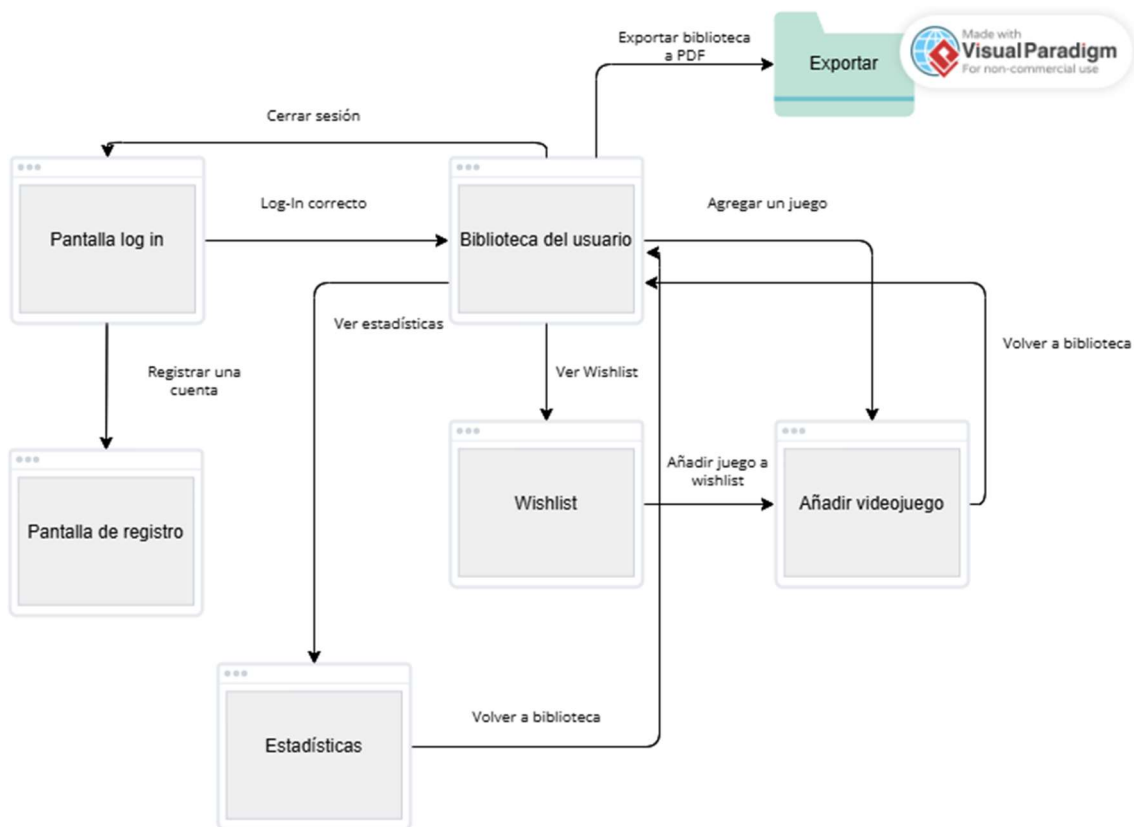 Exportar biblioteca
a PDF
Exportar
Made with
VisualParadigm
For non-commercial use
Cerrar sesión
Pantalla log in
Log-In correcto
Biblioteca del usuario
Agregar un juego
Ver estadísticas
Volver a biblioteca
Registrar una
cuenta
Ver Wishlist
Pantalla de registro
Wishlist
Añadir juego a
wishlist
Añadir videojuego
Estadísticas
Volver a biblioteca